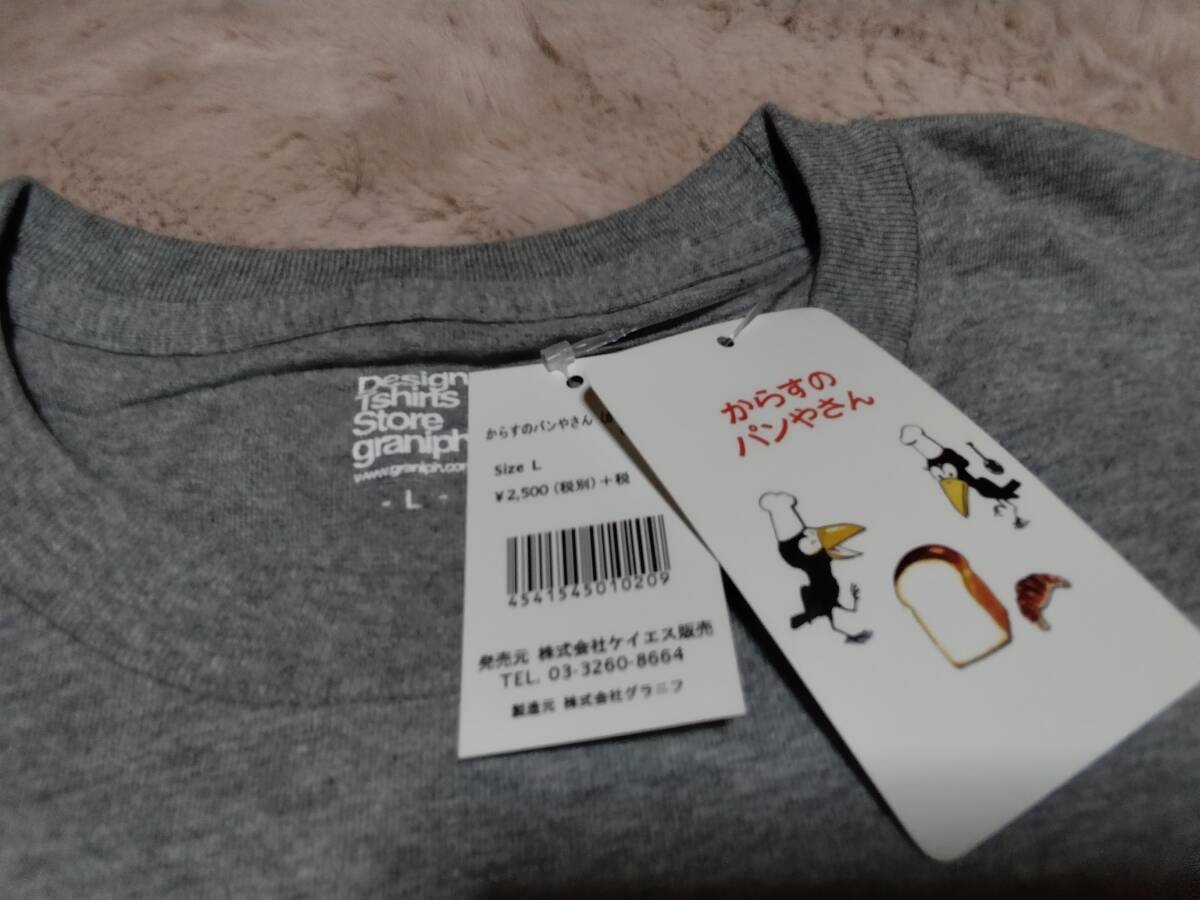 Design
Tshirts
Store
graniph
www.graniph.com
- L -
からすのパンやさん
Size L
¥2,500(税別)+税
4541545010209
発売元 株式会社ケイエス販売
TEL. 03-3260-8664
製造元 株式会社グラニフ
からすの
パンやさん